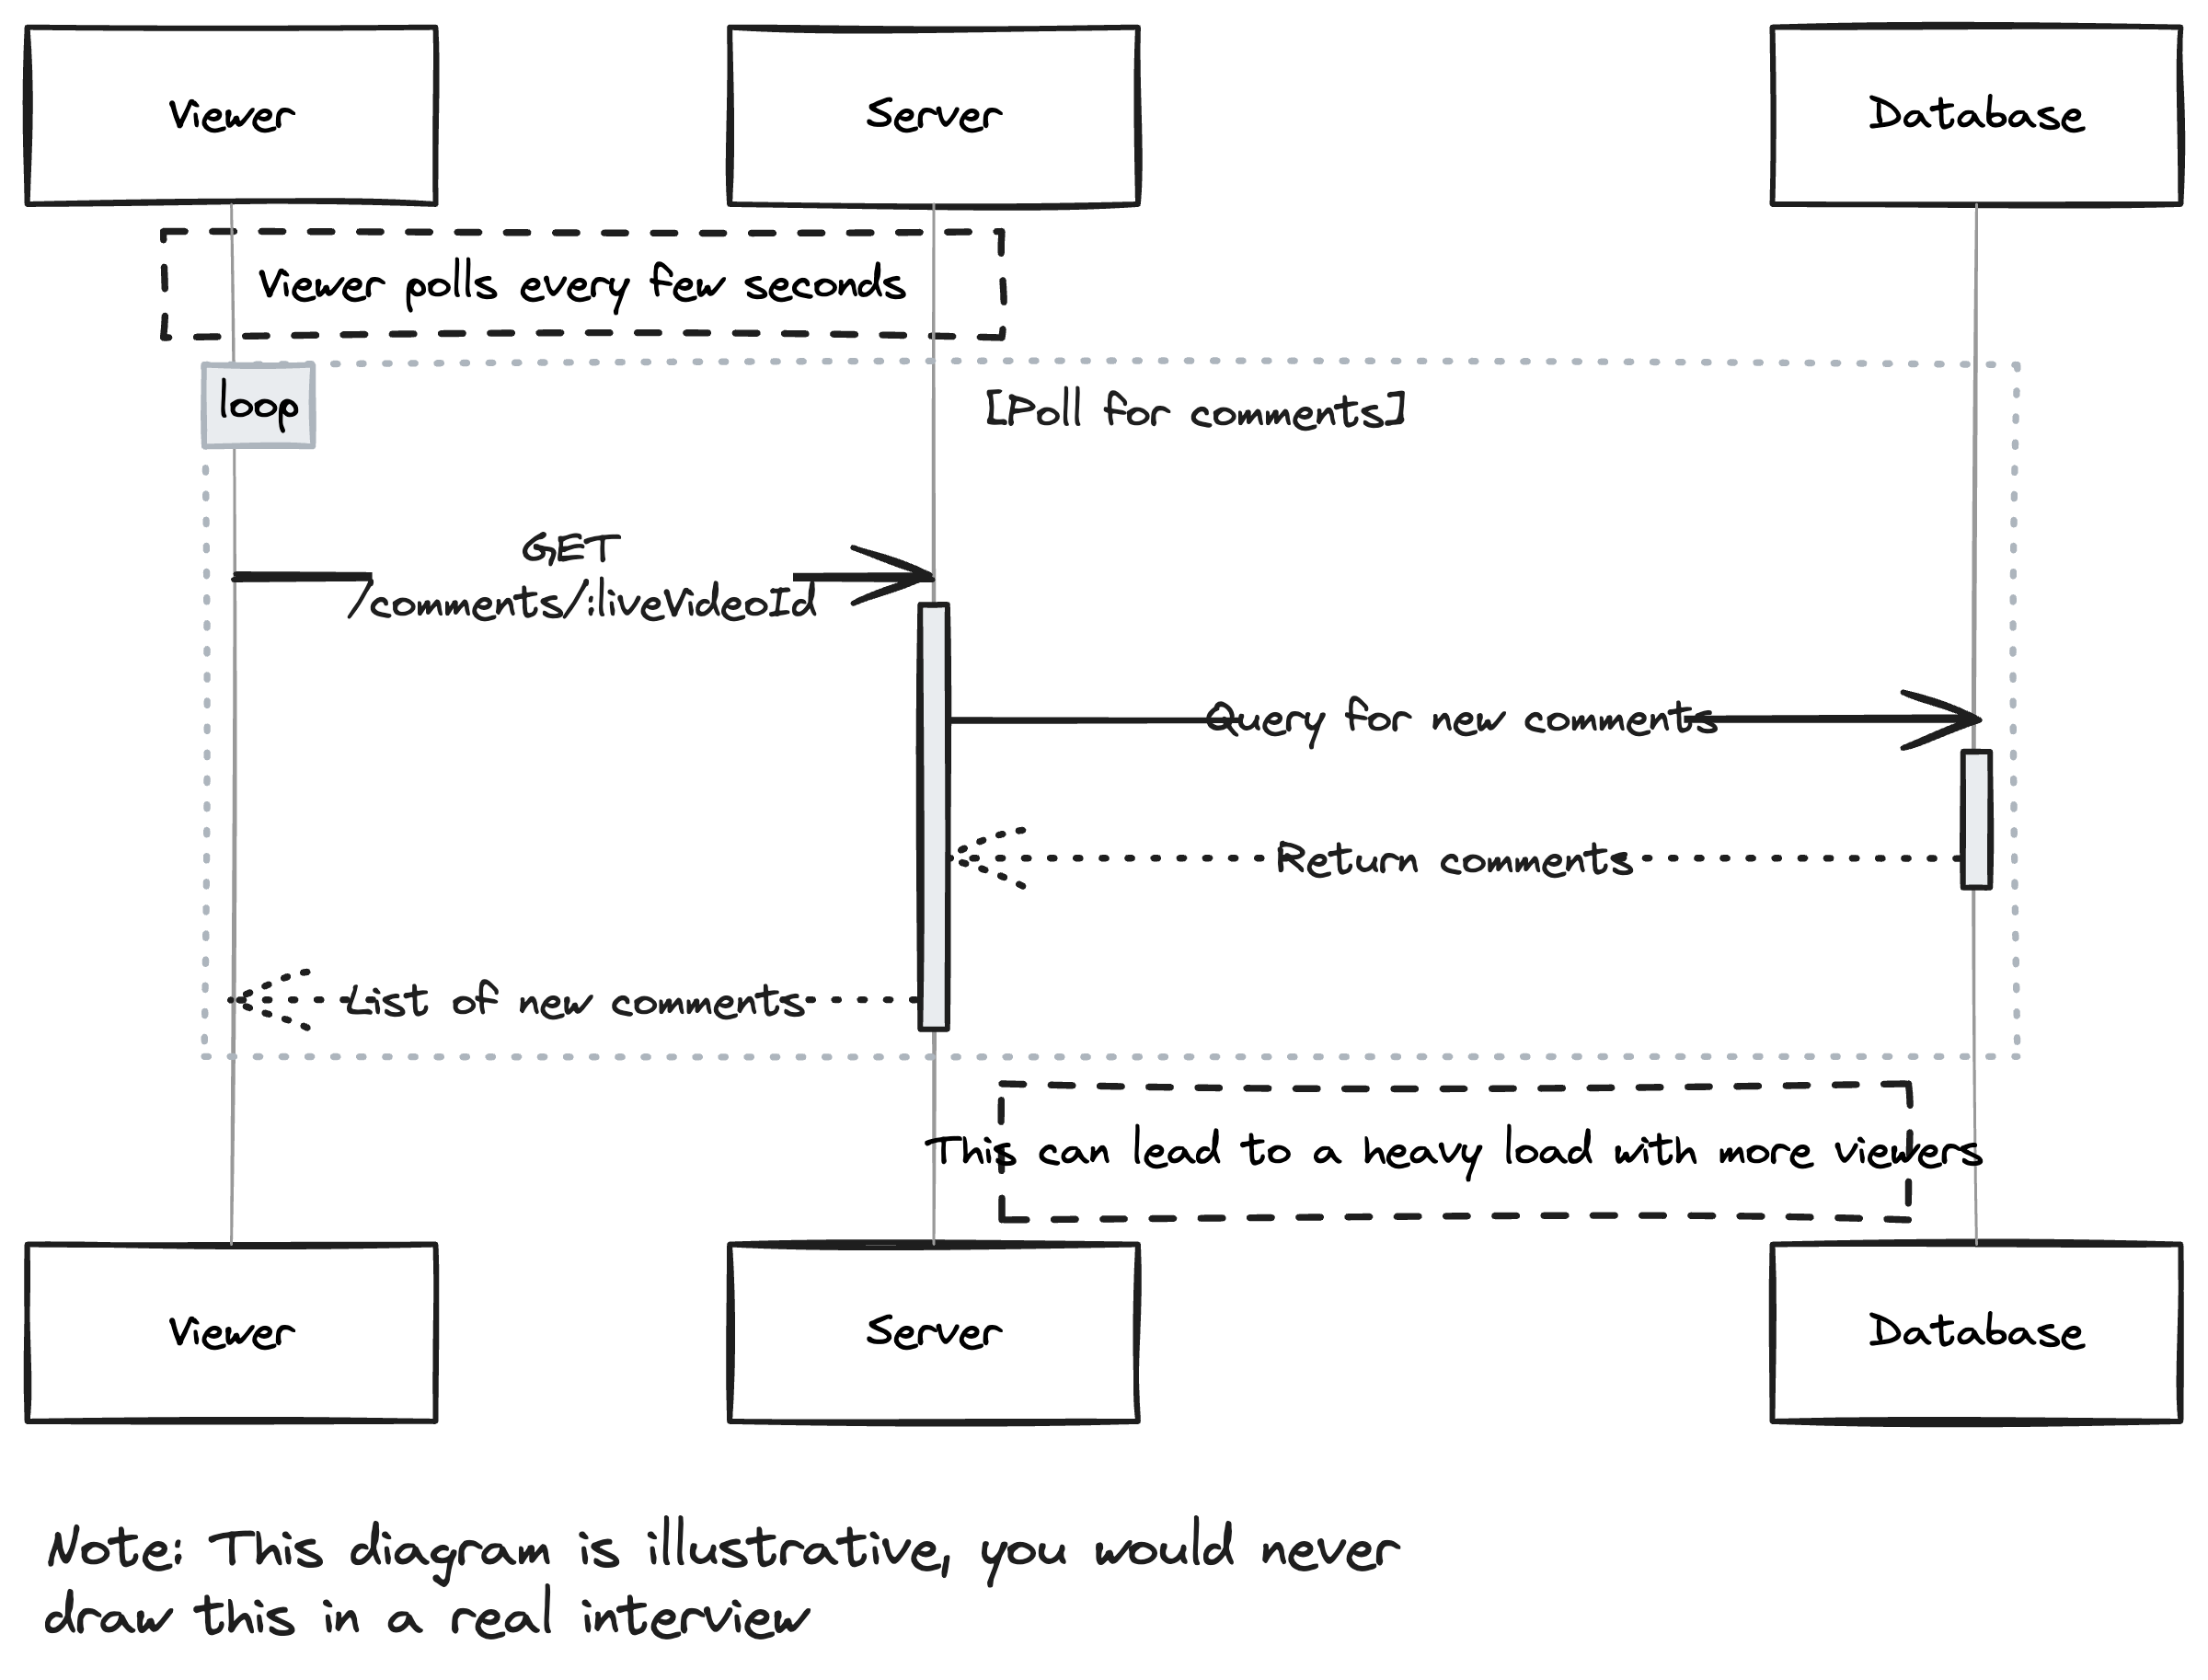 Viewer
Server
Database
Viewer polls every few seconds
loop
[Poll for comments]
GET
/comments/:liveVideoId
Query for new comments
Return comments
List of new comments
This can lead to a heavy load with more viewers
Viewer
Server
Database
Note: This diagram is illustrative, you would never
draw this in a real interview